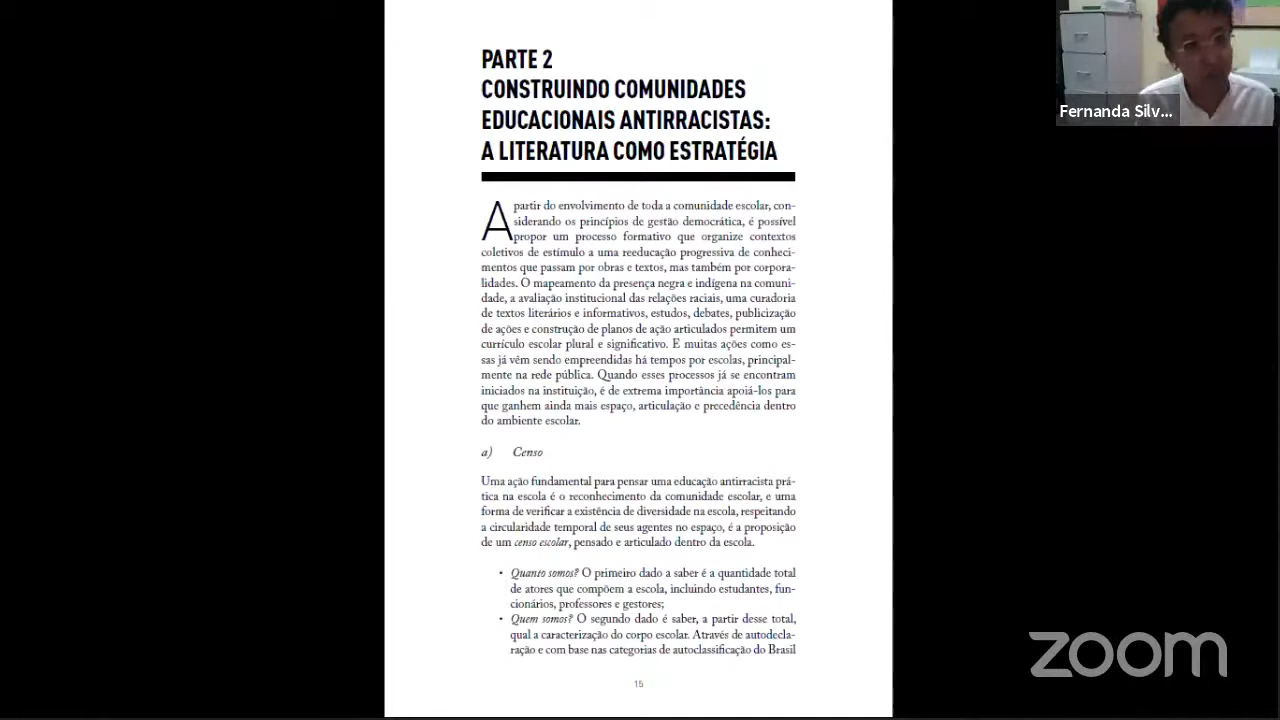 PARTE 2
CONSTRUINDO COMUNIDADES
EDUCACIONAIS ANTIRRACISTAS:
A LITERATURA COMO ESTRATÉGIA
A partir do envolvimento de toda a comunidade escolar, con-
siderando os princípios de gestão democrática, é possível
propor um processo formativo que organize contextos
coletivos de estímulo a uma reeducação progressiva de conheci-
mentos que passam por obras e textos, mas também por corpora-
lidades. O mapeamento da presença negra e indígena na comuni-
dade, a avaliação institucional das relações raciais, uma curadoria
de textos literários e informativos, estudos, debates, publicização
de ações e construção de planos de ação articulados permitem um
currículo escolar plural e significativo. E muitas ações como es-
sas já vêm sendo empreendidas há tempos por escolas, principal-
mente na rede pública. Quando esses processos já se encontram
iniciados na instituição, é de extrema importância apoiá-los para
que ganhem ainda mais espaço, articulação e precedência dentro
do ambiente escolar.
a) Censo
Uma ação fundamental para pensar uma educação antirracista prá-
tica na escola é o reconhecimento da comunidade escolar, e uma
forma de verificar a existência de diversidade na escola, respeitando
a circularidade temporal de seus agentes no espaço, é a proposição
de um censo escolar, pensado e articulado dentro da escola.
• Quanto somos? O primeiro dado a saber é a quantidade total
de atores que compõem a escola, incluindo estudantes, fun-
cionários, professores e gestores;
• Quem somos? O segundo dado é saber, a partir desse total,
qual a caracterização do corpo escolar. Através de autodecla-
ração e com base nas categorias de autoclassificação do Brasil
15
Fernanda Silv...
zoom